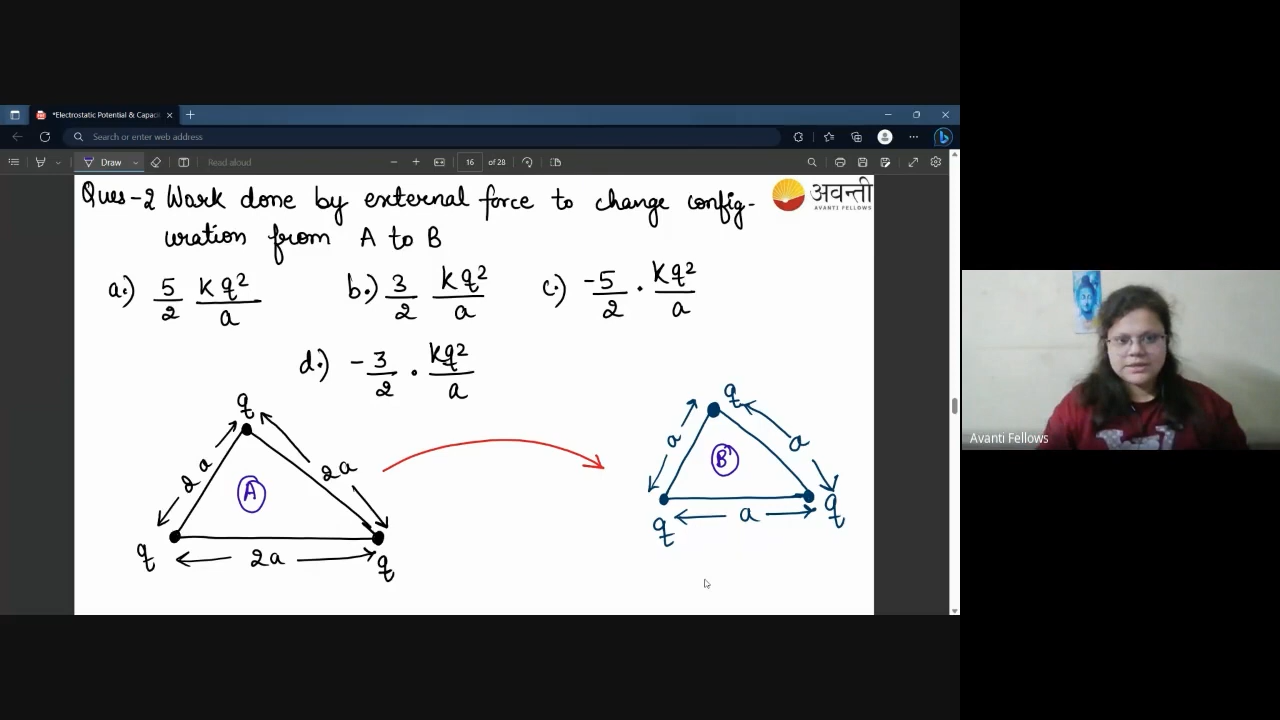 *Electrostatic Potential & Capaci
Search or enter web address
Draw
Read aloud
16 of 28
Ques-2 Work done by external force to change config-
uration from A to B
अवन्ती
AVANTI FELLOWS
a.) 5/2 kq²/a b.) 3/2 kq²/a c.) -5/2 . kq²/a
d.) -3/2 . kq²/a
q
q
2a
2a
a
a
A
B
q
2a
q
q
a
q
Avanti Fellows